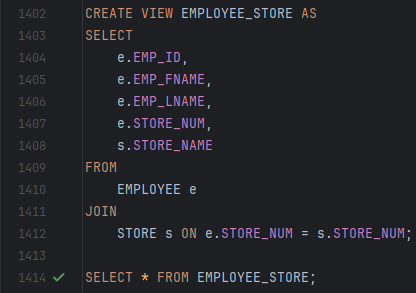 1402 CREATE VIEW EMPLOYEE_STORE AS
1403 SELECT
1404     e.EMP_ID,
1405     e.EMP_FNAME,
1406     e.EMP_LNAME,
1407     e.STORE_NUM,
1408     s.STORE_NAME
1409 FROM
1410     EMPLOYEE e
1411 JOIN
1412     STORE s ON e.STORE_NUM = s.STORE_NUM;
1413
1414 SELECT * FROM EMPLOYEE_STORE;